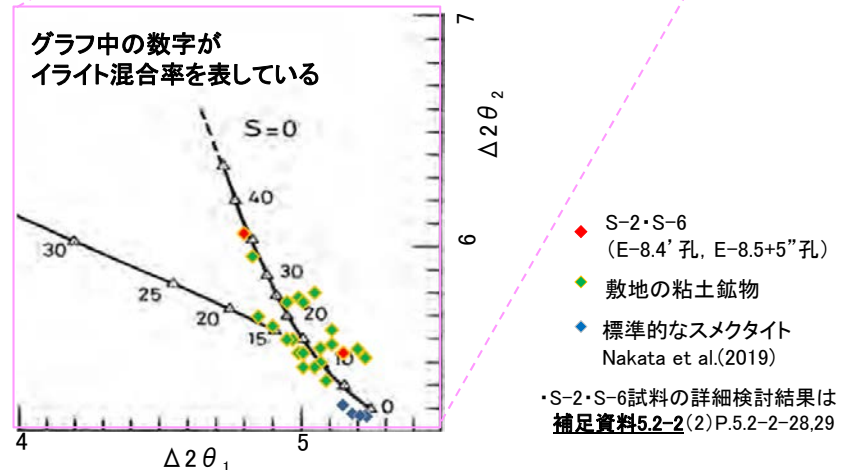 グラフ中の数字が
イライト混合率を表している
S=0
40
30
20
10
0
30
25
20
15
4
5
Δ2θ₁
7
6
Δ2θ₂
S-2・S-6
(E-8.4’孔, E-8.5+5”孔)
敷地の粘土鉱物
標準的なスメクタイト
Nakata et al.(2019)
・S-2・S-6試料の詳細検討結果は
補足資料5.2-2(2)P.5.2-2-28,29